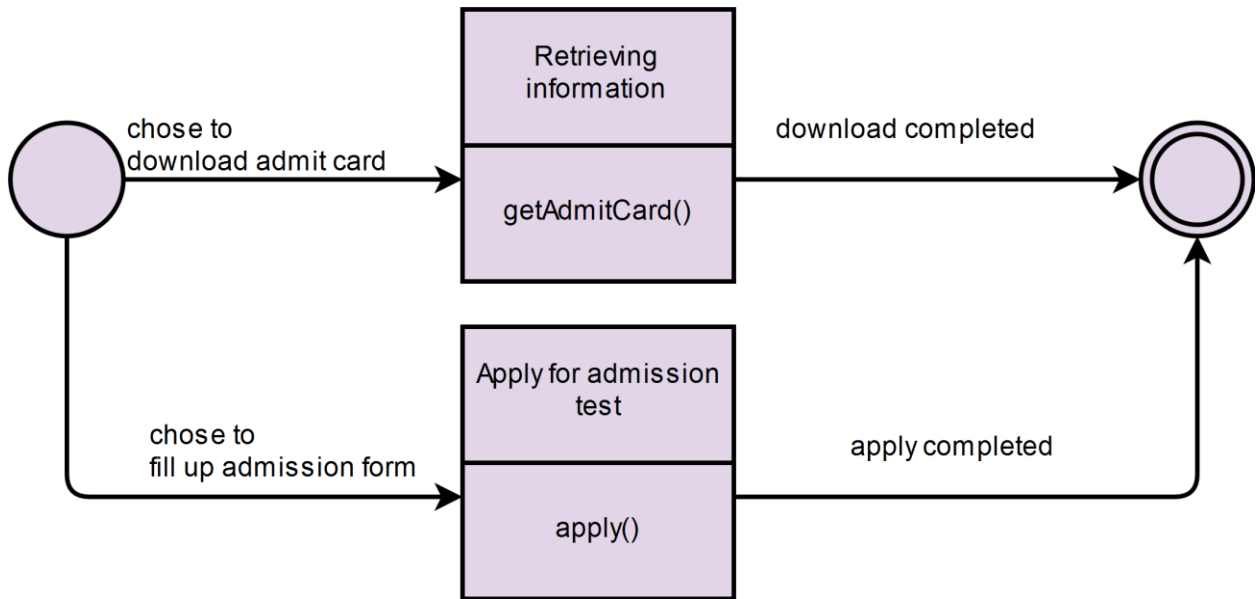 Retrieving
information
chose to
download admit card
download completed
getAdmitCard()
Apply for admission
test
chose to
fill up admission form
apply completed
apply()